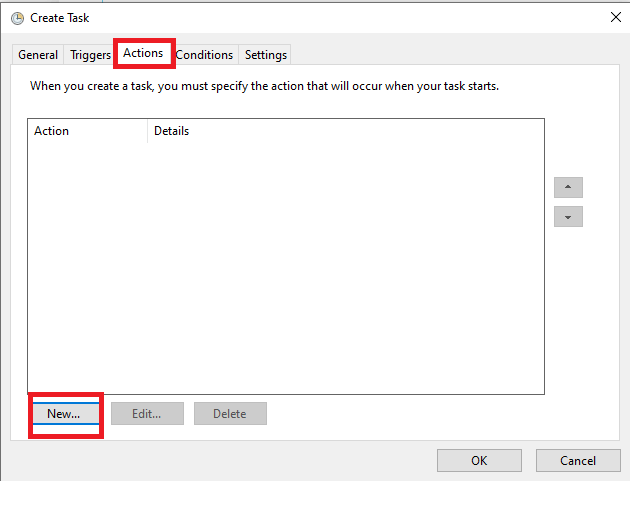 Create Task
General Triggers Actions Conditions Settings
When you create a task, you must specify the action that will occur when your task starts.
Action Details
New... Edit... Delete
OK Cancel